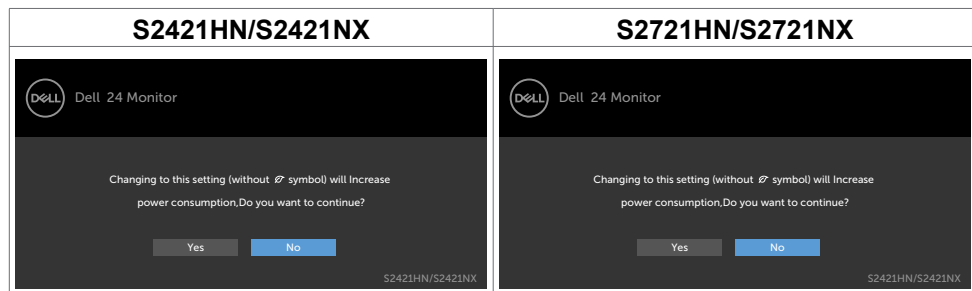 S2421HN/S2421NX
S2721HN/S2721NX
DELL Dell 24 Monitor
Changing to this setting (without symbol) will Increase
power consumption,Do you want to continue?
Yes No
S2421HN/S2421NX
DELL Dell 24 Monitor
Changing to this setting (without symbol) will Increase
power consumption,Do you want to continue?
Yes No
S2421HN/S2421NX